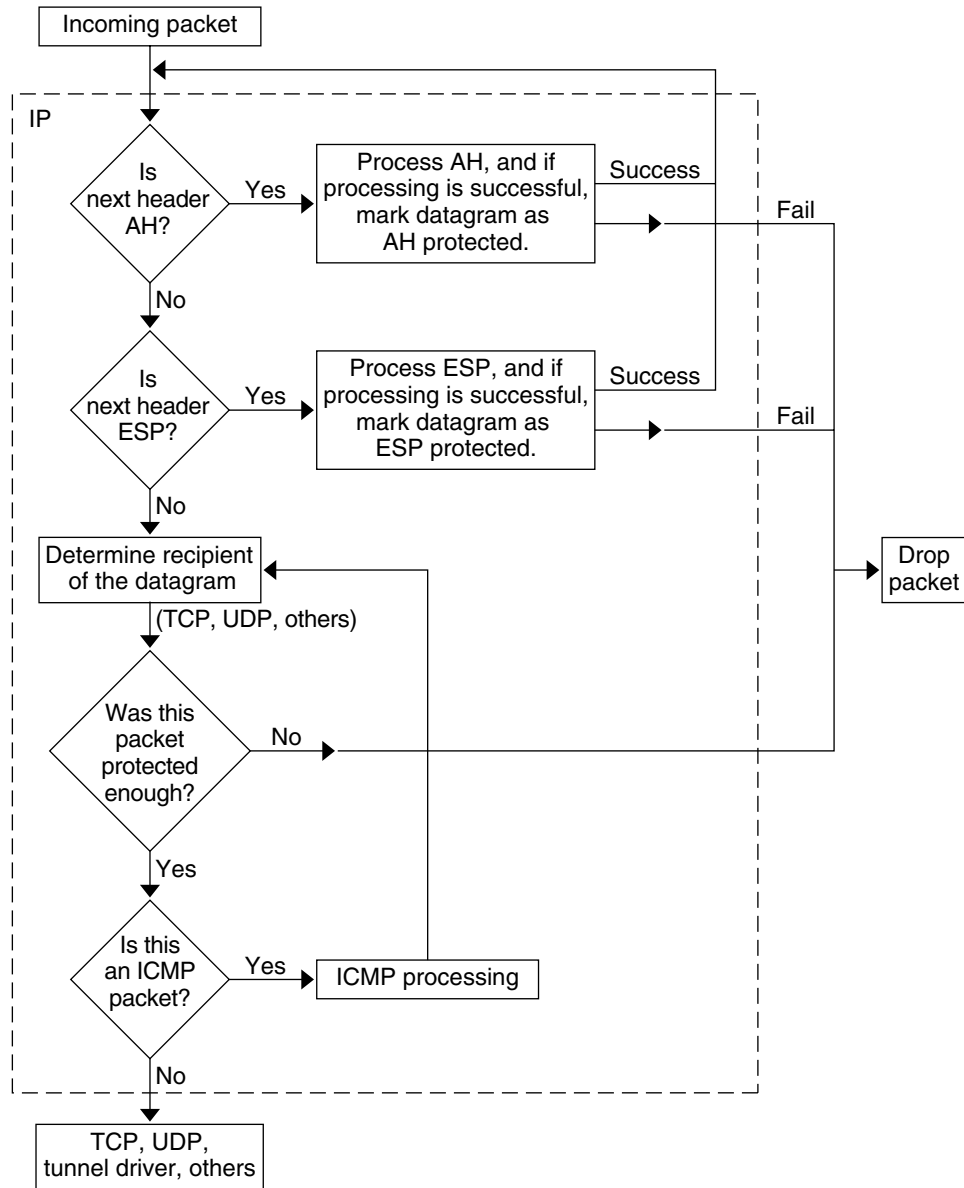 Incoming packet
IP
Is
next header
AH?
Yes
Process AH, and if
processing is successful,
mark datagram as
AH protected.
Success
Fail
No
Is
next header
ESP?
Yes
Process ESP, and if
processing is successful,
mark datagram as
ESP protected.
Success
Fail
No
Determine recipient
of the datagram
Drop
packet
(TCP, UDP, others)
Was this
packet
protected
enough?
No
Yes
Is this
an ICMP
packet?
Yes
ICMP processing
No
TCP, UDP,
tunnel driver, others